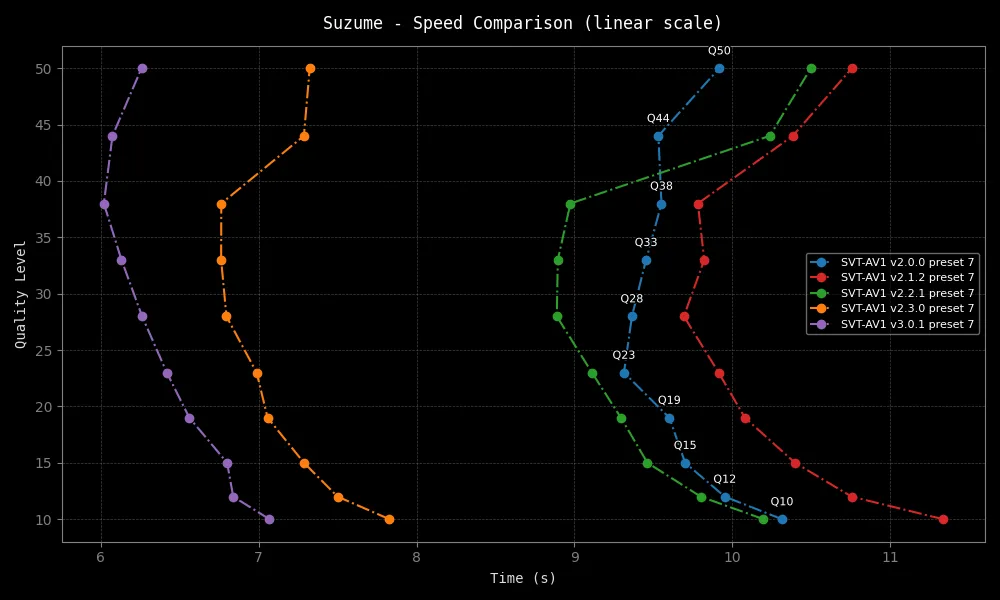 Suzume - Speed Comparison (linear scale)
Quality Level
50
45
40
35
30
25
20
15
10
Q50
Q44
Q38
Q33
Q28
Q23
Q19
Q15
Q12
Q10
SVT-AV1 v2.0.0 preset 7
SVT-AV1 v2.1.2 preset 7
SVT-AV1 v2.2.1 preset 7
SVT-AV1 v2.3.0 preset 7
SVT-AV1 v3.0.1 preset 7
6 7 8 9 10 11
Time (s)